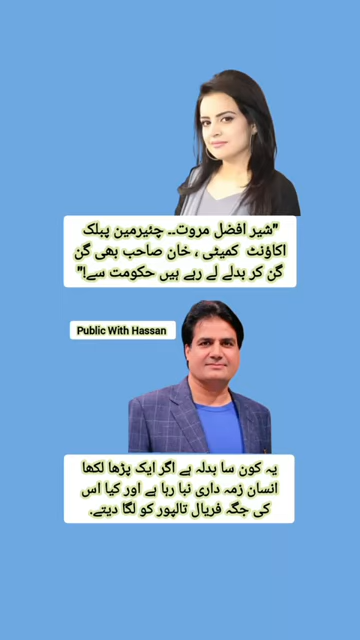 "شیر افضل مروت۔۔ چئیرمین پبلک
اکاؤنٹ کمیٹی ، خان صاحب بھی گن
گن کر بدلے لے رہے ہیں حکومت سے!"
Public With Hassan
یہ کون سا بدلہ ہے اگر ایک پڑھا لکھا
انسان زمہ داری نبا رہا ہے اور کیا اس
کی جگہ فریال تالپور کو لگا دیتے.